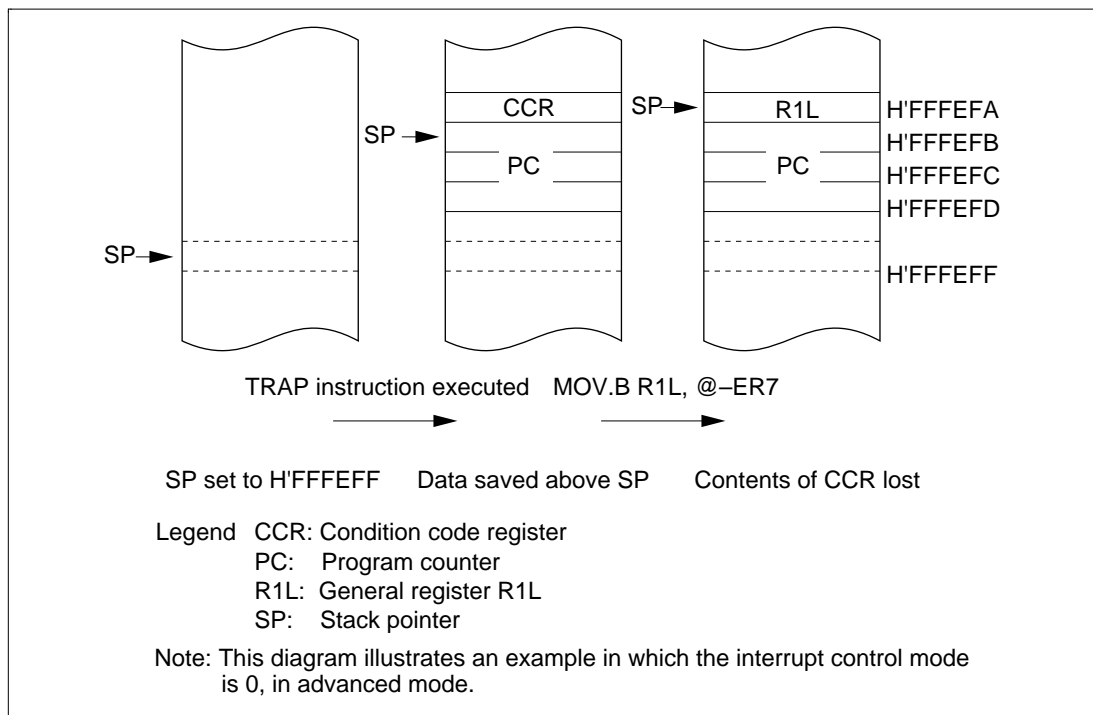 CCR
SP
R1L
H'FFFEFA
SP
H'FFFEFB
PC
PC
H'FFFEFC
H'FFFEFD
SP
H'FFFEFF
TRAP instruction executed
MOV.B R1L, @–ER7
SP set to H'FFFEFF
Data saved above SP
Contents of CCR lost
Legend CCR: Condition code register
PC: Program counter
R1L: General register R1L
SP: Stack pointer
Note: This diagram illustrates an example in which the interrupt control mode
is 0, in advanced mode.